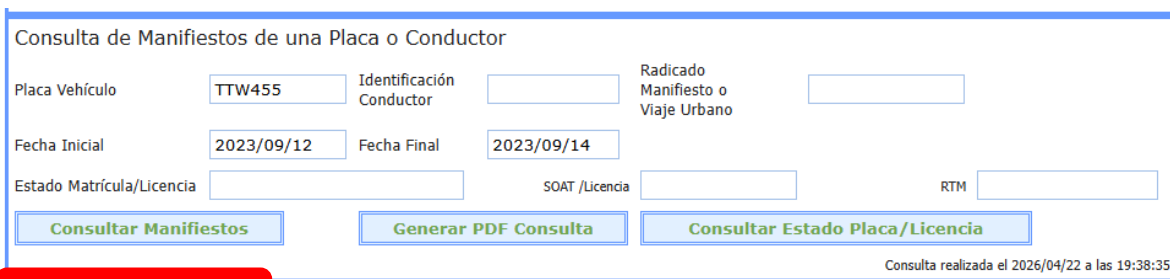 Consulta de Manifiestos de una Placa o Conductor
Placa Vehículo TTW455 Identificación Conductor Radicado Manifiesto o Viaje Urbano
Fecha Inicial 2023/09/12 Fecha Final 2023/09/14
Estado Matrícula/Licencia SOAT /Licencia RTM
Consultar Manifiestos Generar PDF Consulta Consultar Estado Placa/Licencia
Consulta realizada el 2026/04/22 a las 19:38:35